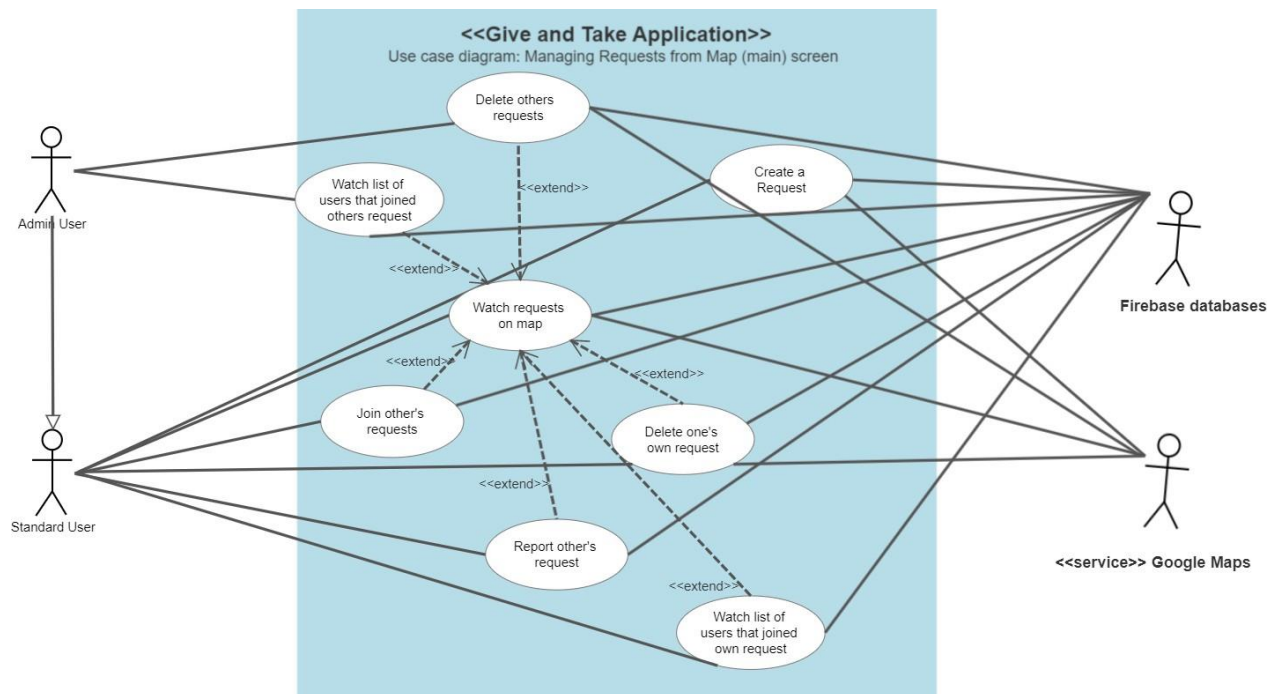 <<Give and Take Application>>
Use case diagram: Managing Requests from Map (main) screen
Delete others
requests
Admin User
Watch list of
users that joined
others request
<<extend>>
Create a
Request
<<extend>>
Watch requests
on map
Firebase databases
<<extend>>
<<extend>>
Join other's
requests
Delete one's
own request
Standard User
<<extend>>
Report other's
request
<<service>> Google Maps
<<extend>>
Watch list of
users that joined
own request